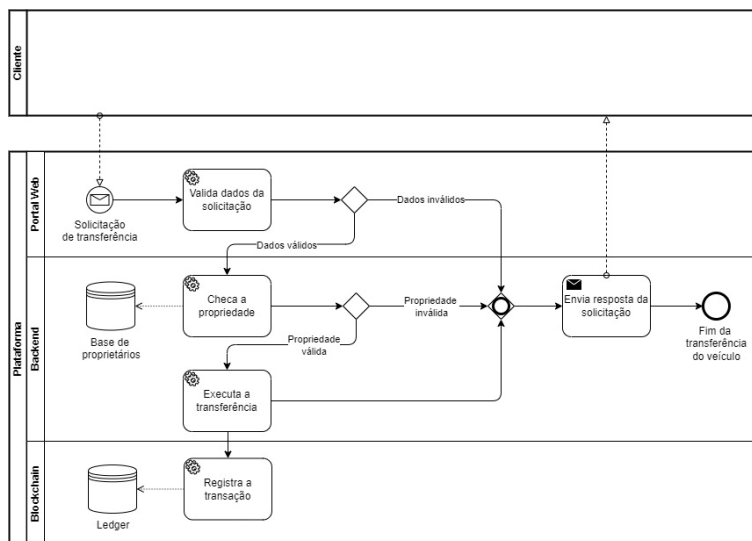 Cliente
Plataforma
Portal Web
Solicitação
de transferência
Valida dados da
solicitação
Dados inválidos
Dados válidos
Backend
Base de
proprietários
Checa a
propriedade
Propriedade
inválida
Propriedade
válida
Executa a
transferência
Envia resposta da
solicitação
Fim da
transferência
do veículo
Blockchain
Ledger
Registra a
transação